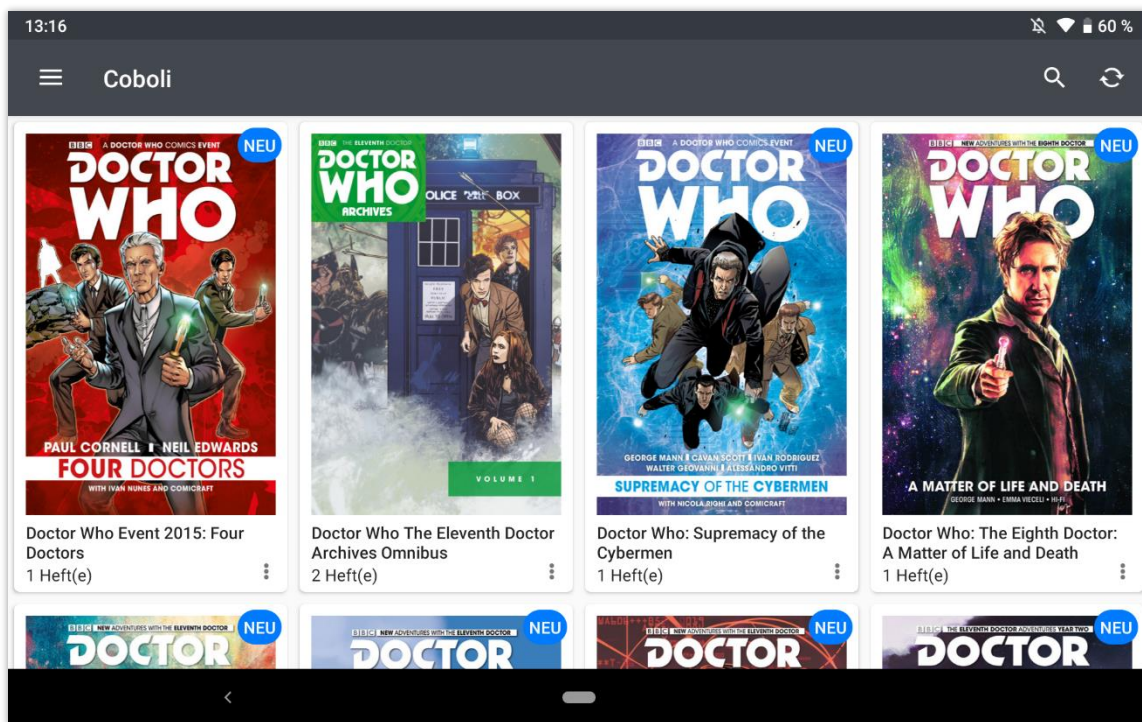 13:16
60 %
Coboli
NEU
BBC A DOCTOR WHO COMICS EVENT
DOCTOR
WHO
PAUL CORNELL NEIL EDWARDS
FOUR DOCTORS
WITH IVAN NUNES AND COMICRAFT
Doctor Who Event 2015: Four
Doctors
1 Heft(e)
BBC THE ELEVENTH DOCTOR
DOCTOR
WHO
ARCHIVES
POLICE BOX
VOLUME 1
Doctor Who The Eleventh Doctor
Archives Omnibus
2 Heft(e)
NEU
BBC A DOCTOR WHO COMICS EVENT
DOCTOR
WHO
GEORGE MANN CAVAN SCOTT IVAN RODRIGUEZ
WALTER GEOVANNI ALESSANDRO VITTI
SUPREMACY OF THE CYBERMEN
WITH NICOLA RIGHI AND COMICRAFT
Doctor Who: Supremacy of the
Cybermen
1 Heft(e)
NEU
BBC NEW ADVENTURES WITH THE EIGHTH DOCTOR
DOCTOR
WHO
A MATTER OF LIFE AND DEATH
GEORGE MANN • EMMA VIECELI • HI-FI
Doctor Who: The Eighth Doctor:
A Matter of Life and Death
1 Heft(e)
NEU
BBC NEW ADVENTURES WITH THE ELEVENTH DOCTOR
DOCTOR
NEU
BBC NEW ADVENTURES WITH THE ELEVENTH DOCTOR
DOCTOR
NEU
BBC NEW ADVENTURES WITH THE ELEVENTH DOCTOR
DOCTOR
NEU
BBC THE ELEVENTH DOCTOR ADVENTURES YEAR TWO
DOCTOR